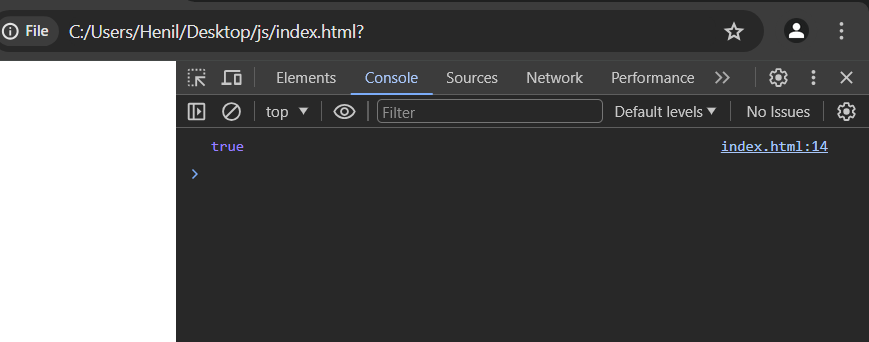 File C:/Users/Henil/Desktop/js/index.html?
Elements Console Sources Network Performance
top Filter Default levels No Issues
true index.html:14